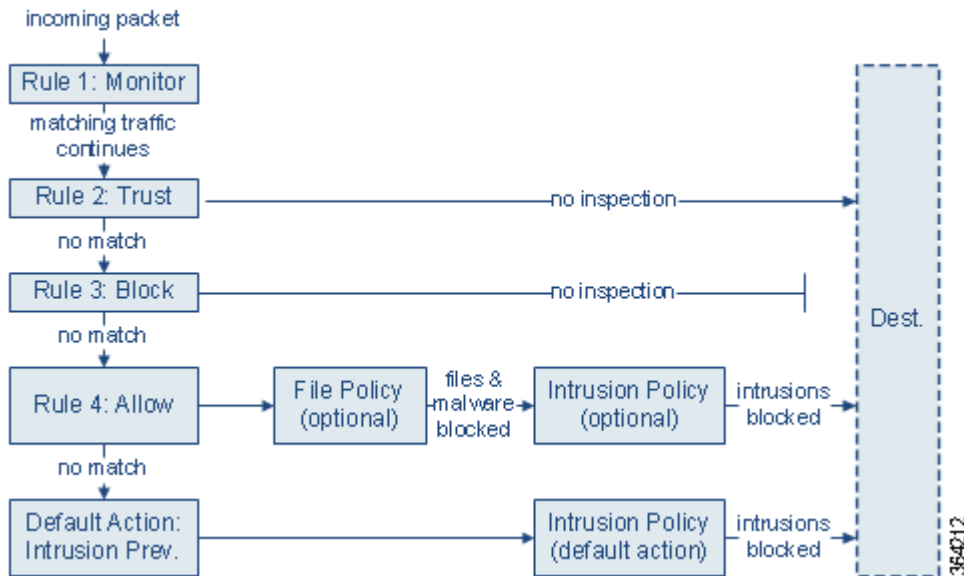 incoming packet
Rule 1: Monitor
matching traffic
continues
Rule 2: Trust
no inspection
no match
Rule 3: Block
no inspection
no match
Dest.
Rule 4: Allow
File Policy
(optional)
files &
malware
blocked
Intrusion Policy
(optional)
intrusions
blocked
no match
Default Action:
Intrusion Prev.
Intrusion Policy
(default action)
intrusions
blocked
364212